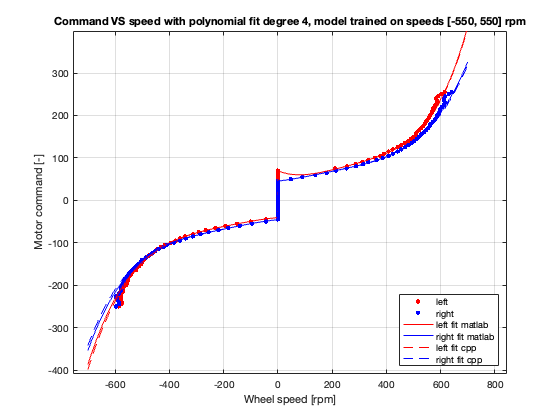 Command VS speed with polynomial fit degree 4, model trained on speeds [-550, 550] rpm
Motor command [-]
300
200
100
0
-100
-200
-300
-400
-600
-400
-200
0
200
400
600
800
Wheel speed [rpm]
left
right
left fit matlab
right fit matlab
left fit cpp
right fit cpp